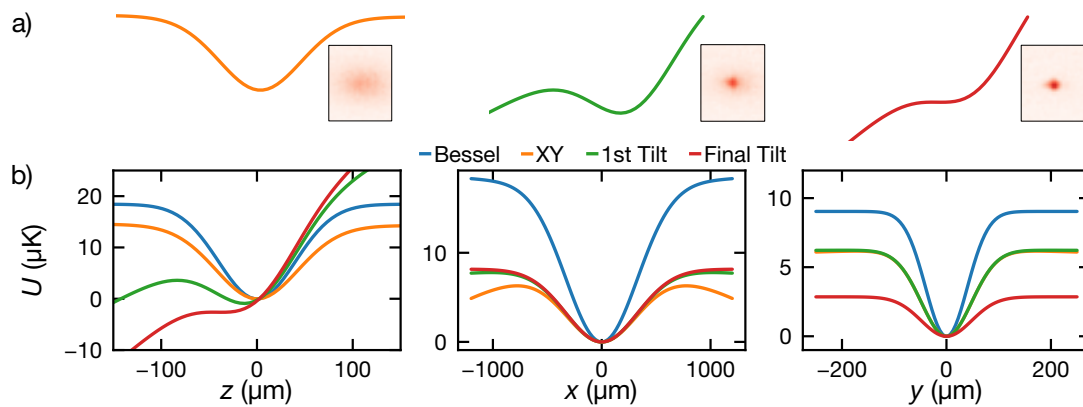 a)
Bessel XY 1st Tilt Final Tilt
b)
U (μK)
20
10
0
−10
−100 0 100
z (μm)
10
0
−1000 0 1000
x (μm)
10
5
0
−200 0 200
y (μm)